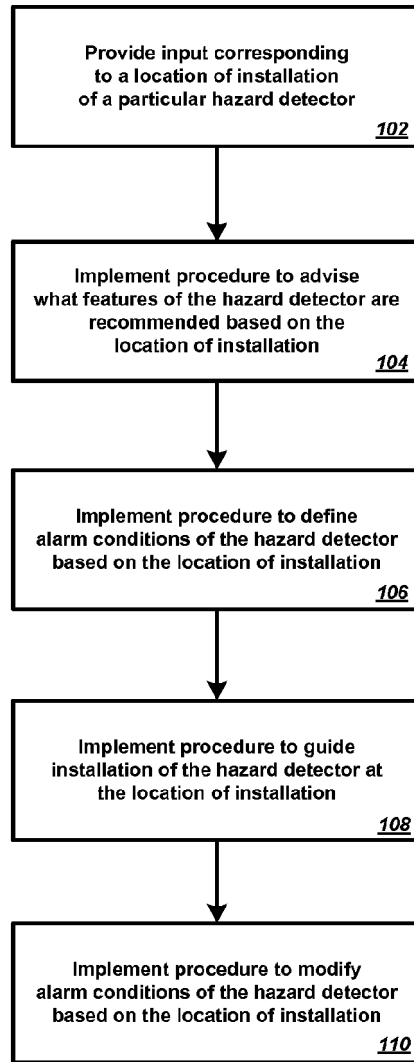 Provide input corresponding
to a location of installation
of a particular hazard detector
102
Implement procedure to advise
what features of the hazard detector are
recommended based on the
location of installation
104
Implement procedure to define
alarm conditions of the hazard detector
based on the location of installation
106
Implement procedure to guide
installation of the hazard detector at
the location of installation
108
Implement procedure to modify
alarm conditions of the hazard detector
based on the location of installation
110